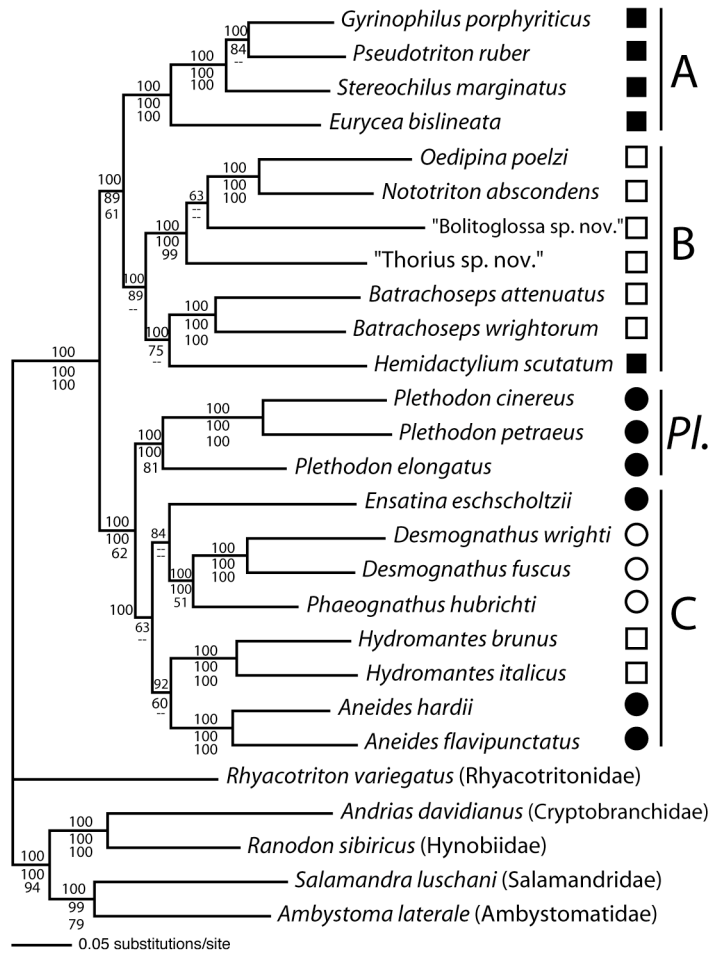 Gyrinophilus porphyriticus
100
84
--
Pseudotriton ruber
A
100
100
100
Stereochilus marginatus
100
100
100
Eurycea bislineata
Oedipina poelzi
100
100
100
Nototriton abscondens
100
89
61
63
--
--
"Bolitoglossa sp. nov."
B
100
100
99
"Thorius sp. nov."
100
89
--
Batrachoseps attenuatus
100
100
100
Batrachoseps wrightorum
100
75
--
Hemidactylium scutatum
100
100
100
Plethodon cinereus
100
100
100
Plethodon petraeus
Pl.
100
100
81
Plethodon elongatus
Ensatina eschscholtzii
100
100
62
84
--
--
Desmognathus wrighti
100
100
100
Desmognathus fuscus
100
100
51
Phaeognathus hubrichti
C
100
63
--
Hydromantes brunus
100
100
100
Hydromantes italicus
92
60
--
Aneides hardii
100
100
100
Aneides flavipunctatus
Rhyacotriton variegatus (Rhyacotritonidae)
Andrias davidianus (Cryptobranchidae)
100
100
100
Ranodon sibiricus (Hynobiidae)
100
100
94
Salamandra luschani (Salamandridae)
100
99
79
Ambystoma laterale (Ambystomatidae)
0.05 substitutions/site